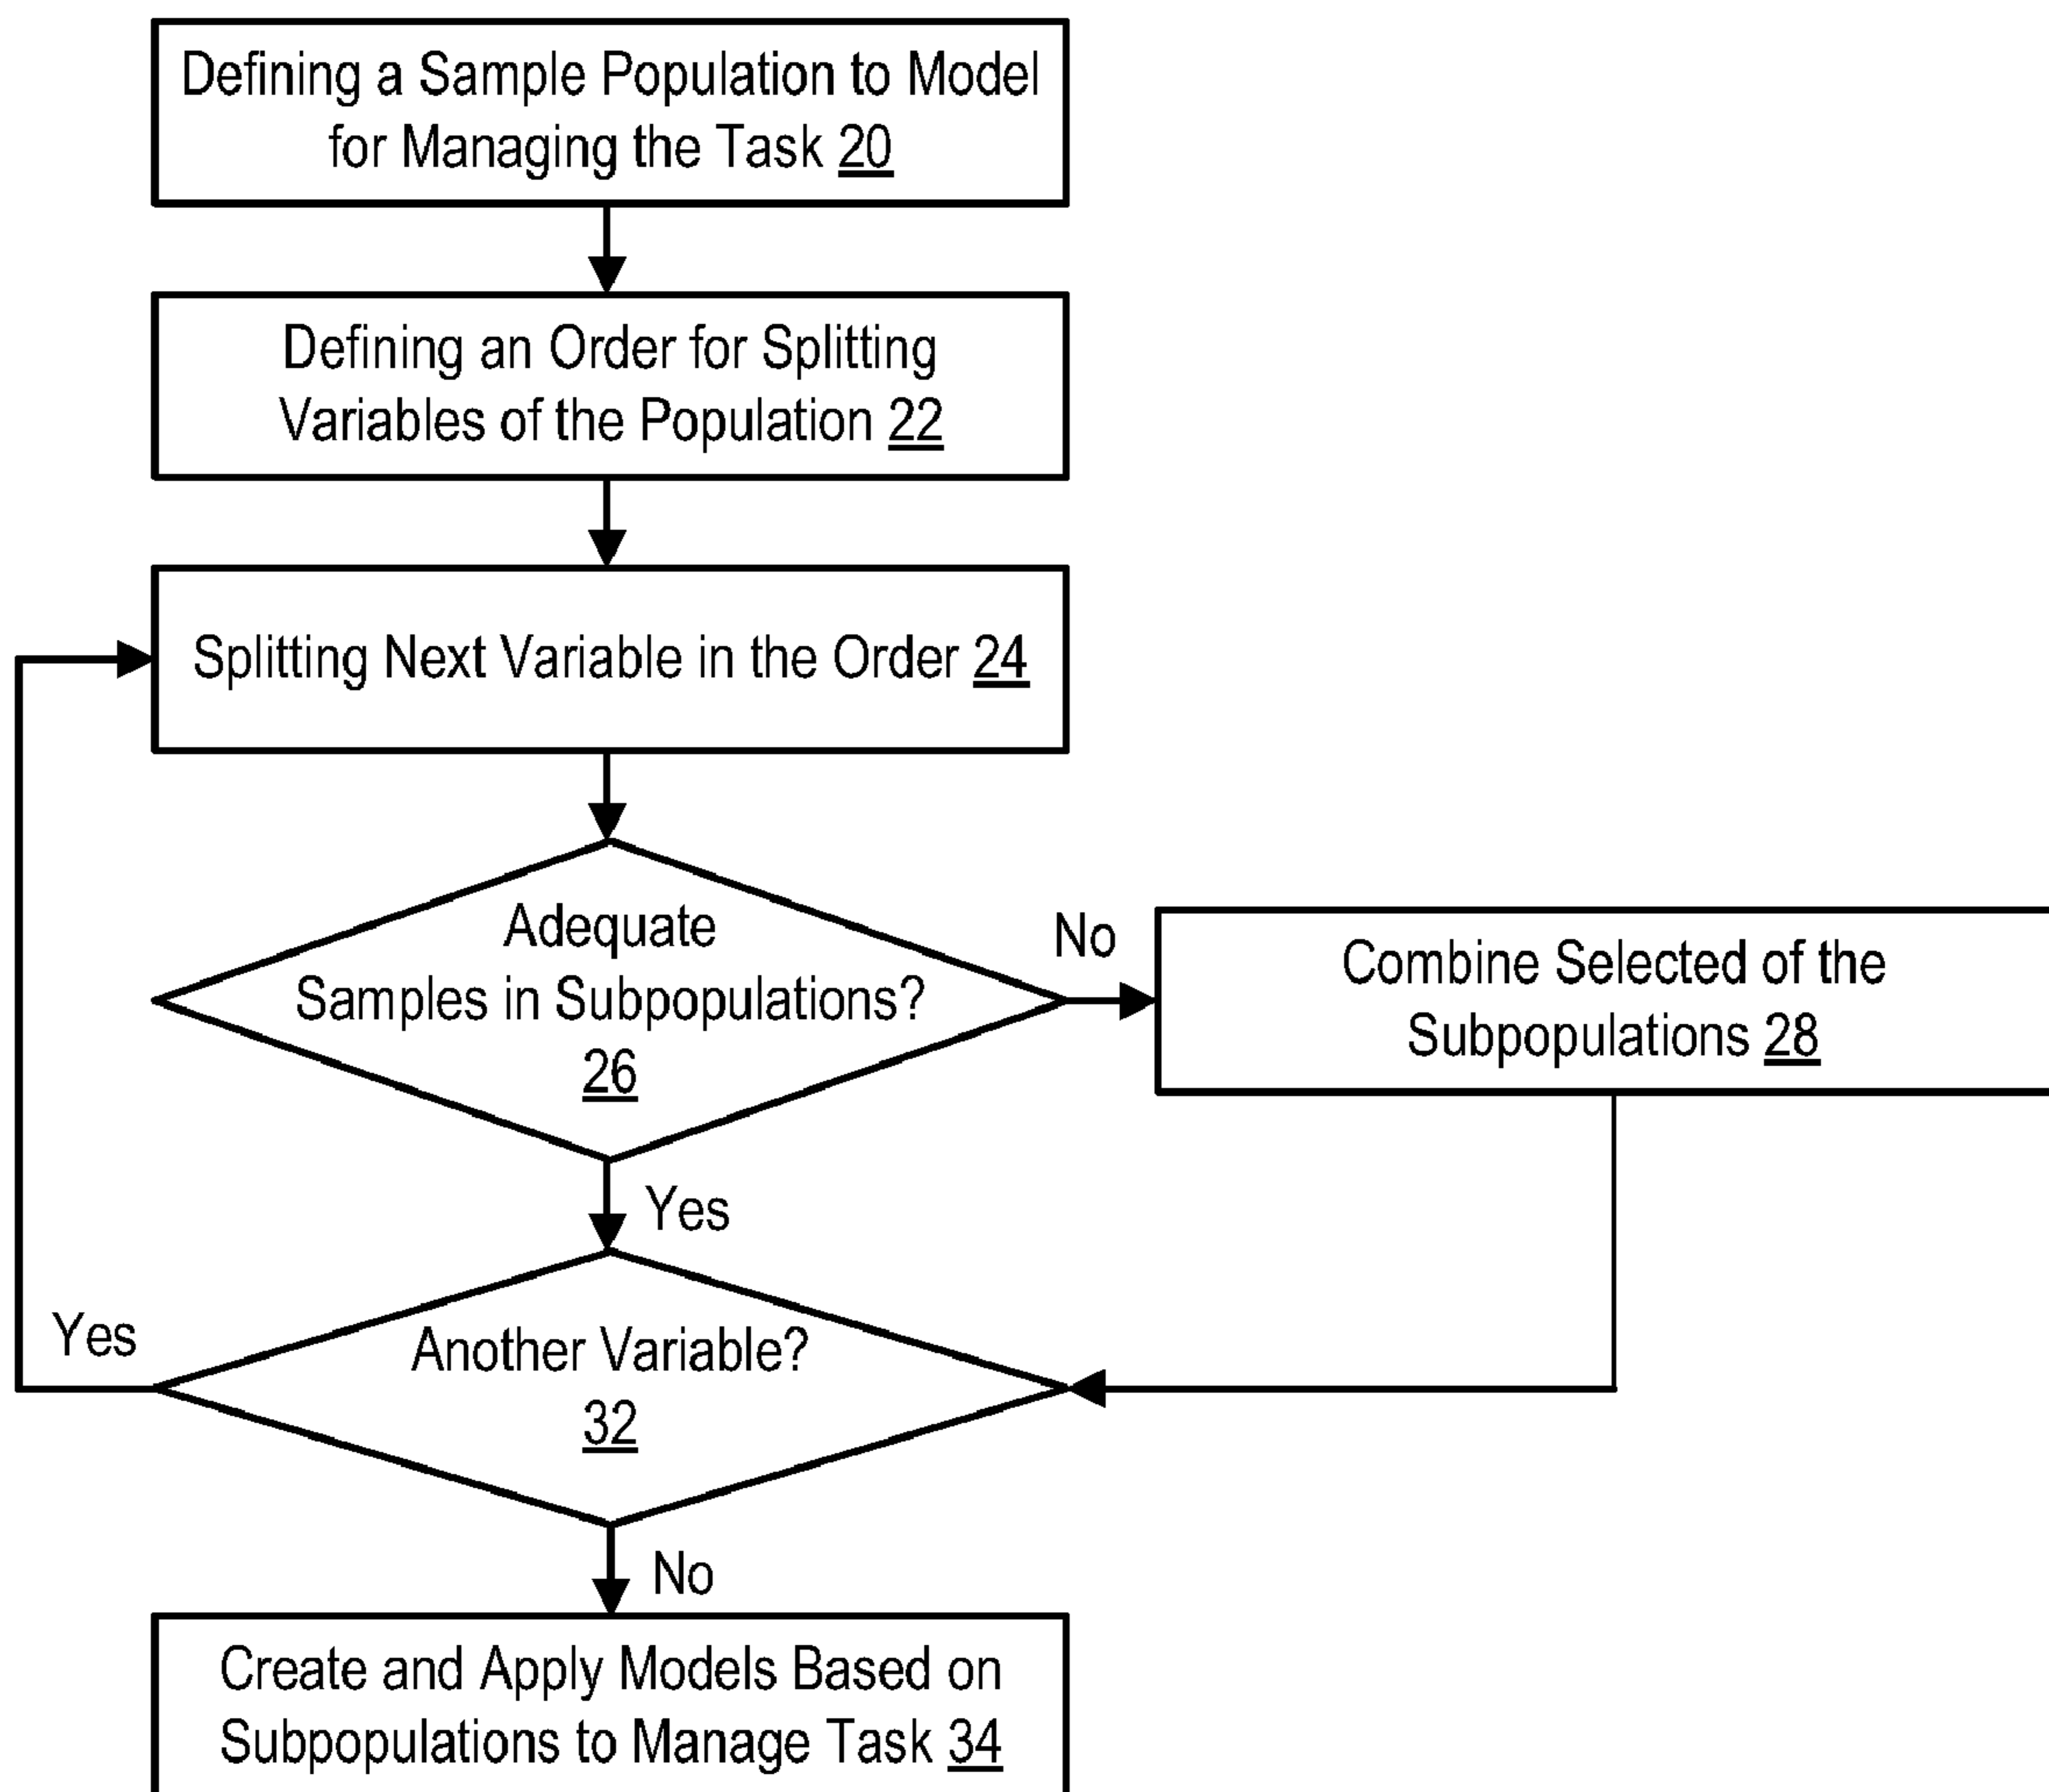 Defining a Sample Population to Model
for Managing the Task 20
Defining an Order for Splitting
Variables of the Population 22
Splitting Next Variable in the Order 24
Adequate
Samples in Subpopulations?
26
No
Combine Selected of the
Subpopulations 28
Yes
Yes
Another Variable?
32
No
Create and Apply Models Based on
Subpopulations to Manage Task 34